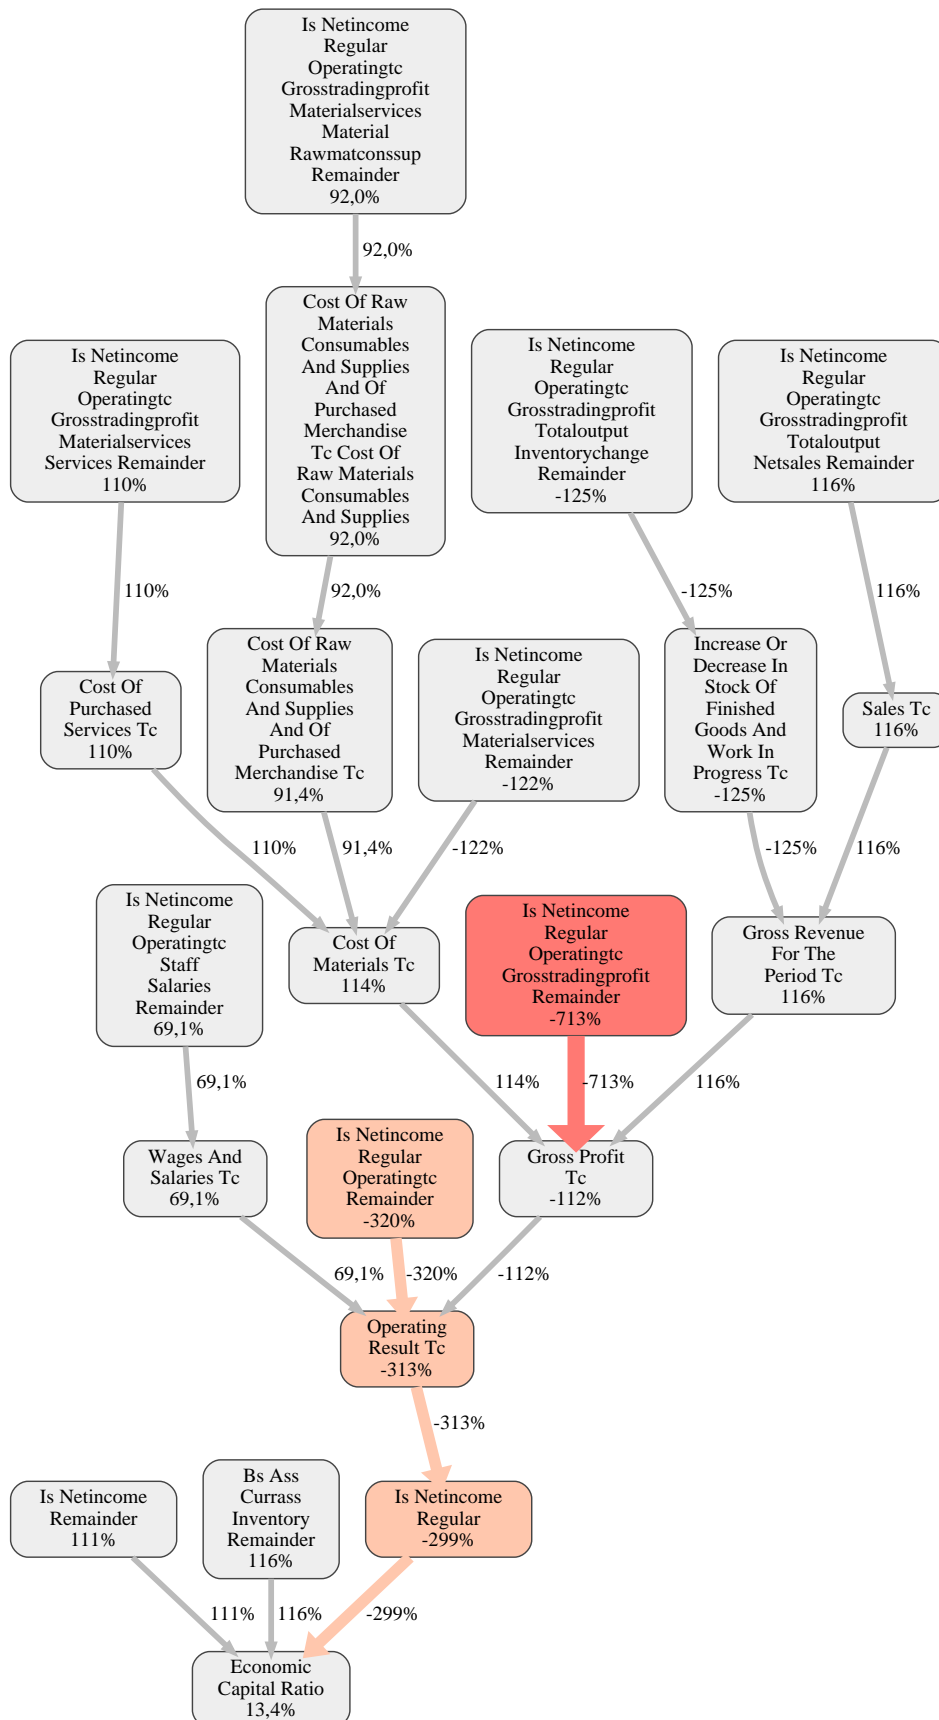 Is Netincome
Regular
Operatingtc
Grosstradingprofit
Materialservices
Material
Rawmatconssup
Remainder
92,0%
92,0%
Cost Of Raw
Materials
Consumables
And Supplies
And Of
Purchased
Merchandise
Tc Cost Of
Raw Materials
Consumables
And Supplies
92,0%
Is Netincome
Regular
Operatingtc
Grosstradingprofit
Materialservices
Services Remainder
110%
Is Netincome
Regular
Operatingtc
Grosstradingprofit
Totaloutput
Inventorychange
Remainder
-125%
Is Netincome
Regular
Operatingtc
Grosstradingprofit
Totaloutput
Netsales Remainder
116%
110%
92,0%
-125%
116%
Cost Of
Purchased
Services Tc
110%
Cost Of Raw
Materials
Consumables
And Supplies
And Of
Purchased
Merchandise Tc
91,4%
Is Netincome
Regular
Operatingtc
Grosstradingprofit
Materialservices
Remainder
-122%
Increase Or
Decrease In
Stock Of
Finished
Goods And
Work In
Progress Tc
-125%
Sales Tc
116%
110%
91,4%
-122%
-125%
116%
Is Netincome
Regular
Operatingtc
Staff
Salaries
Remainder
69,1%
Cost Of
Materials Tc
114%
Is Netincome
Regular
Operatingtc
Grosstradingprofit
Remainder
-713%
Gross Revenue
For The
Period Tc
116%
69,1%
114%
-713%
116%
Wages And
Salaries Tc
69,1%
Is Netincome
Regular
Operatingtc
Remainder
-320%
Gross Profit
Tc
-112%
69,1%
-320%
-112%
Operating
Result Tc
-313%
-313%
Is Netincome
Remainder
111%
Bs Ass
Currass
Inventory
Remainder
116%
Is Netincome
Regular
-299%
111%
116%
-299%
Economic
Capital Ratio
13,4%